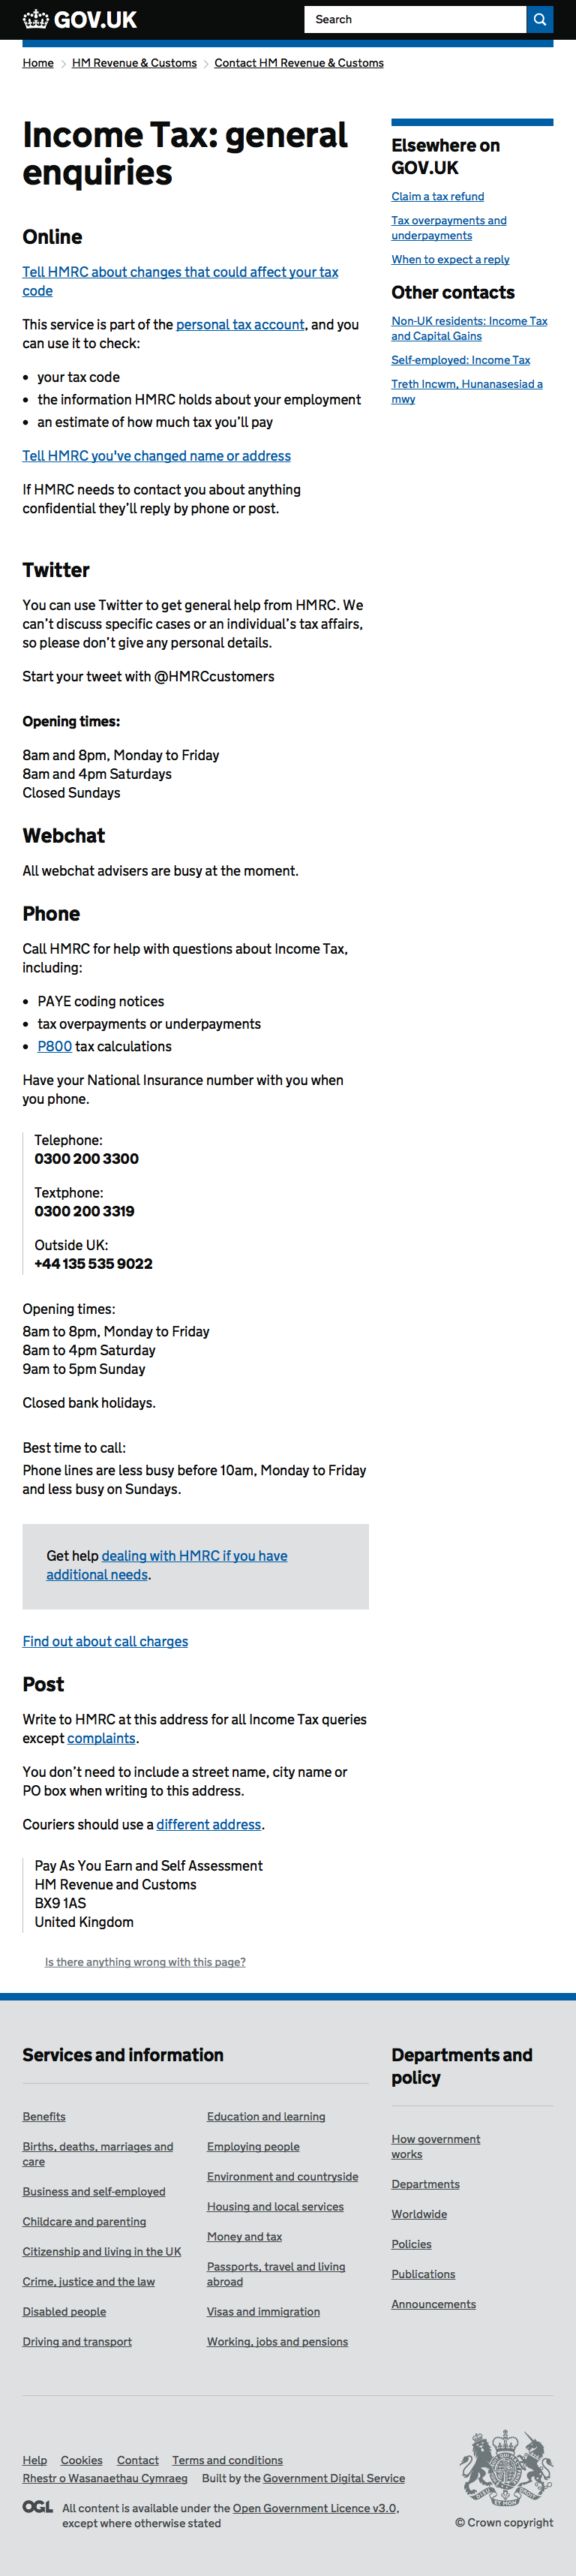 GOV.UK
Search
Home
HM Revenue & Customs
Contact HM Revenue & Customs
Income Tax: general
enquiries
Online
Tell HMRC about changes that could affect your tax
code
This service is part of the personal tax account, and you
can use it to check:
• your tax code
• the information HMRC holds about your employment
• an estimate of how much tax you’ll pay
Tell HMRC you've changed name or address
If HMRC needs to contact you about anything
confidential they’ll reply by phone or post.
Twitter
You can use Twitter to get general help from HMRC. We
can’t discuss specific cases or an individual’s tax affairs,
so please don’t give any personal details.
Start your tweet with @HMRCcustomers
Opening times:
8am and 8pm, Monday to Friday
8am and 4pm Saturdays
Closed Sundays
Webchat
All webchat advisers are busy at the moment.
Phone
Call HMRC for help with questions about Income Tax,
including:
• PAYE coding notices
• tax overpayments or underpayments
• P800 tax calculations
Have your National Insurance number with you when
you phone.
Telephone:
0300 200 3300
Textphone:
0300 200 3319
Outside UK:
+44 135 535 9022
Opening times:
8am to 8pm, Monday to Friday
8am to 4pm Saturday
9am to 5pm Sunday
Closed bank holidays.
Best time to call:
Phone lines are less busy before 10am, Monday to Friday
and less busy on Sundays.
Get help dealing with HMRC if you have
additional needs.
Find out about call charges
Post
Write to HMRC at this address for all Income Tax queries
except complaints.
You don’t need to include a street name, city name or
PO box when writing to this address.
Couriers should use a different address.
Pay As You Earn and Self Assessment
HM Revenue and Customs
BX9 1AS
United Kingdom
Is there anything wrong with this page?
Elsewhere on
GOV.UK
Claim a tax refund
Tax overpayments and
underpayments
When to expect a reply
Other contacts
Non-UK residents: Income Tax
and Capital Gains
Self-employed: Income Tax
Treth Incwm, Hunanasesiad a
mwy
Services and information
Benefits
Births, deaths, marriages and
care
Business and self-employed
Childcare and parenting
Citizenship and living in the UK
Crime, justice and the law
Disabled people
Driving and transport
Education and learning
Employing people
Environment and countryside
Housing and local services
Money and tax
Passports, travel and living
abroad
Visas and immigration
Working, jobs and pensions
Departments and
policy
How government
works
Departments
Worldwide
Policies
Publications
Announcements
Help Cookies Contact Terms and conditions
Rhestr o Wasanaethau Cymraeg Built by the Government Digital Service
OGL All content is available under the Open Government Licence v3.0,
except where otherwise stated
© Crown copyright